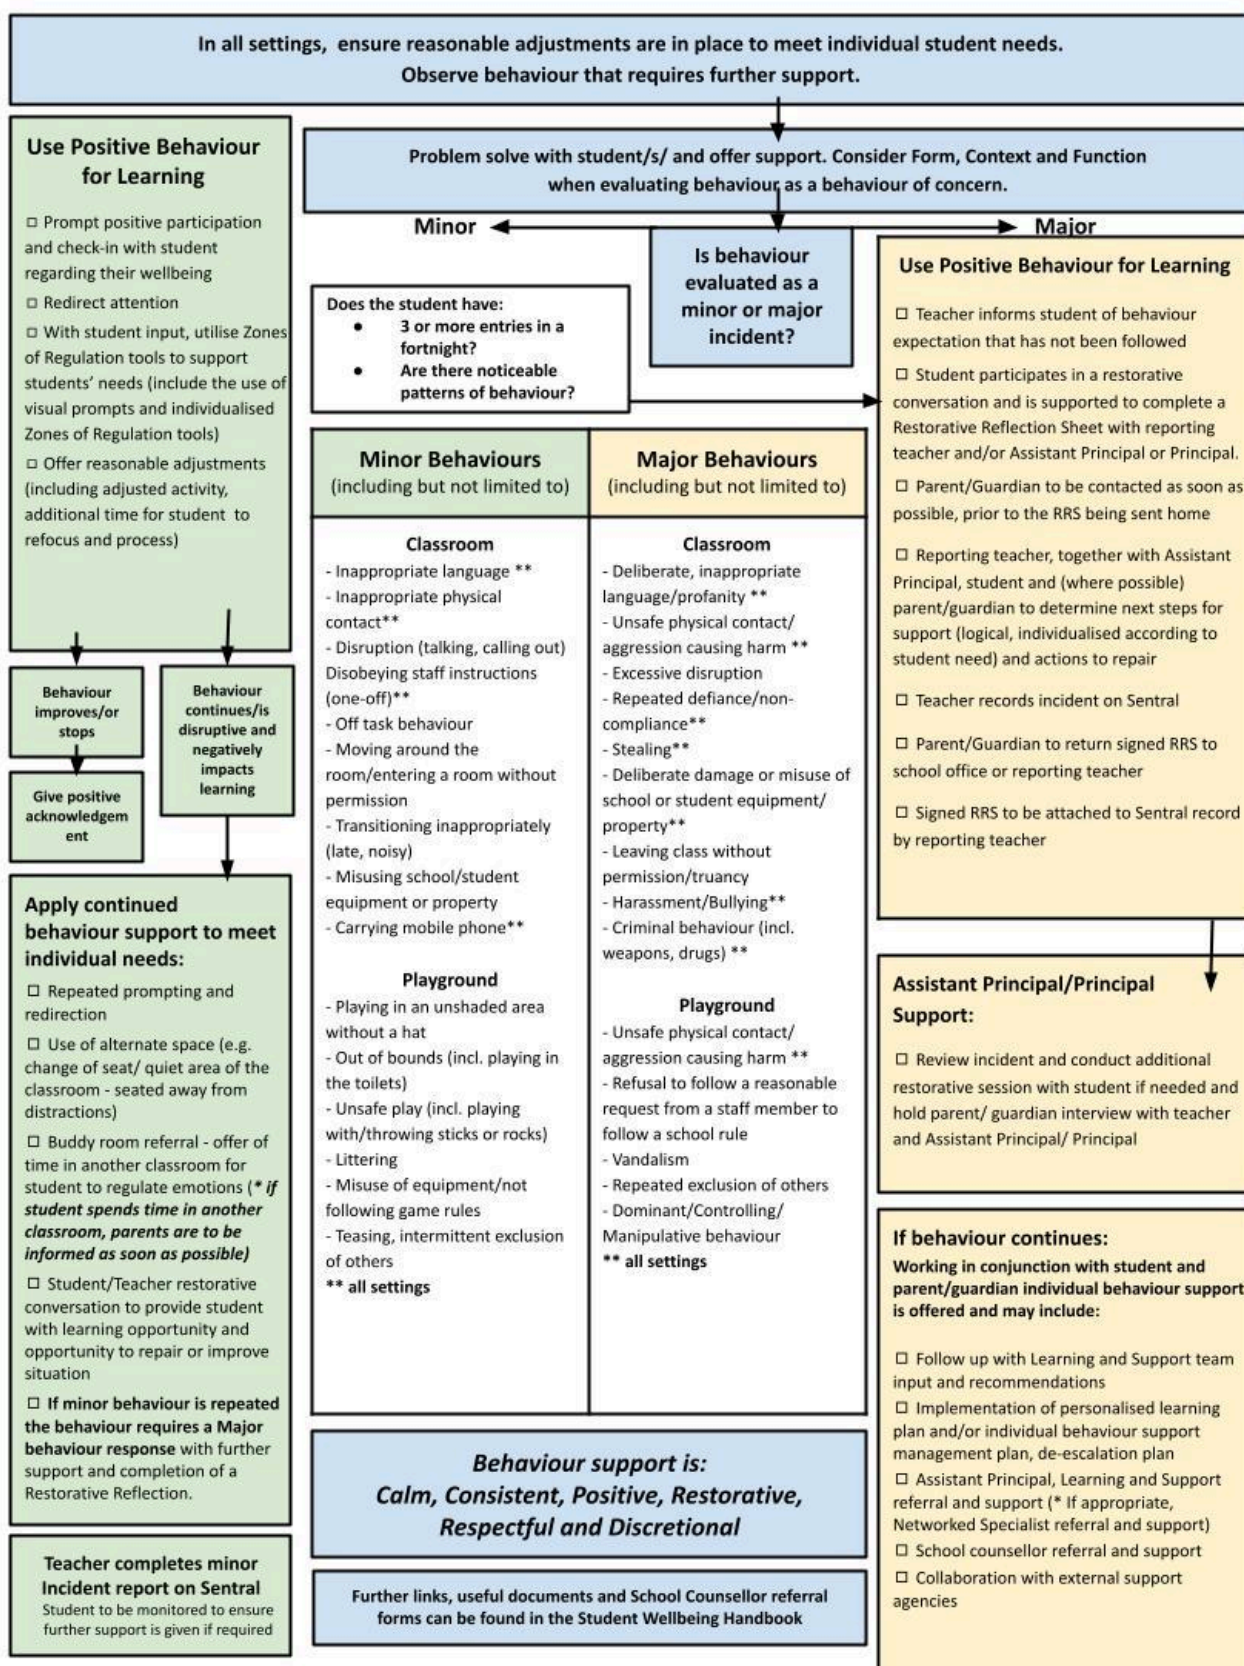 In all settings,  ensure reasonable adjustments are in place to meet individual student needs.
Observe behaviour that requires further support.
Use Positive Behaviour
for Learning
☐ Prompt positive participation
and check-in with student
regarding their wellbeing
☐ Redirect attention
☐ With student input, utilise Zones
of Regulation tools to support
students’ needs (include the use of
visual prompts and individualised
Zones of Regulation tools)
☐ Offer reasonable adjustments
(including adjusted activity,
additional time for student  to
refocus and process)
Behaviour
improves/or
stops
Give positive
acknowledgem
ent
Behaviour
continues/is
disruptive and
negatively
impacts
learning
Apply continued
behaviour support to meet
individual needs:
☐ Repeated prompting and
redirection
☐ Use of alternate space (e.g.
change of seat/ quiet area of the
classroom - seated away from
distractions)
☐ Buddy room referral - offer of
time in another classroom for
student to regulate emotions (* if
student spends time in another
classroom, parents are to be
informed as soon as possible)
☐ Student/Teacher restorative
conversation to provide student
with learning opportunity and
opportunity to repair or improve
situation
☐ If minor behaviour is repeated
the behaviour requires a Major
behaviour response with further
support and completion of a
Restorative Reflection.
Teacher completes minor
Incident report on Sentral
Student to be monitored to ensure
further support is given if required
Problem solve with student/s/ and offer support. Consider Form, Context and Function
when evaluating behaviour as a behaviour of concern.
Minor
Major
Is behaviour
evaluated as a
minor or major
incident?
Does the student have:
● 3 or more entries in a
fortnight?
● Are there noticeable
patterns of behaviour?
Minor Behaviours
(including but not limited to)
Classroom
- Inappropriate language **
- Inappropriate physical
contact**
- Disruption (talking, calling out)
Disobeying staff instructions
(one-off)**
- Off task behaviour
- Moving around the
room/entering a room without
permission
- Transitioning inappropriately
(late, noisy)
- Misusing school/student
equipment or property
- Carrying mobile phone**
Playground
- Playing in an unshaded area
without a hat
- Out of bounds (incl. playing in
the toilets)
- Unsafe play (incl. playing
with/throwing sticks or rocks)
- Littering
- Misuse of equipment/not
following game rules
- Teasing, intermittent exclusion
of others
** all settings
Major Behaviours
(including but not limited to)
Classroom
- Deliberate, inappropriate
language/profanity **
- Unsafe physical contact/
aggression causing harm **
- Excessive disruption
- Repeated defiance/non-
compliance**
- Stealing**
- Deliberate damage or misuse of
school or student equipment/
property**
- Leaving class without
permission/truancy
- Harassment/Bullying**
- Criminal behaviour (incl.
weapons, drugs) **
Playground
- Unsafe physical contact/
aggression causing harm **
- Refusal to follow a reasonable
request from a staff member to
follow a school rule
- Vandalism
- Repeated exclusion of others
- Dominant/Controlling/
Manipulative behaviour
** all settings
Behaviour support is:
Calm, Consistent, Positive, Restorative,
Respectful and Discretional
Further links, useful documents and School Counsellor referral
forms can be found in the Student Wellbeing Handbook
Use Positive Behaviour for Learning
☐ Teacher informs student of behaviour
expectation that has not been followed
☐ Student participates in a restorative
conversation and is supported to complete a
Restorative Reflection Sheet with reporting
teacher and/or Assistant Principal or Principal.
☐ Parent/Guardian to be contacted as soon as
possible, prior to the RRS being sent home
☐ Reporting teacher, together with Assistant
Principal, student and (where possible)
parent/guardian to determine next steps for
support (logical, individualised according to
student need) and actions to repair
☐ Teacher records incident on Sentral
☐ Parent/Guardian to return signed RRS to
school office or reporting teacher
☐ Signed RRS to be attached to Sentral record
by reporting teacher
Assistant Principal/Principal
Support:
☐ Review incident and conduct additional
restorative session with student if needed and
hold parent/ guardian interview with teacher
and Assistant Principal/ Principal
If behaviour continues:
Working in conjunction with student and
parent/guardian individual behaviour support
is offered and may include:
☐ Follow up with Learning and Support team
input and recommendations
☐ Implementation of personalised learning
plan and/or individual behaviour support
management plan, de-escalation plan
☐ Assistant Principal, Learning and Support
referral and support (* If appropriate,
Networked Specialist referral and support)
☐ School counsellor referral and support
☐ Collaboration with external support
agencies